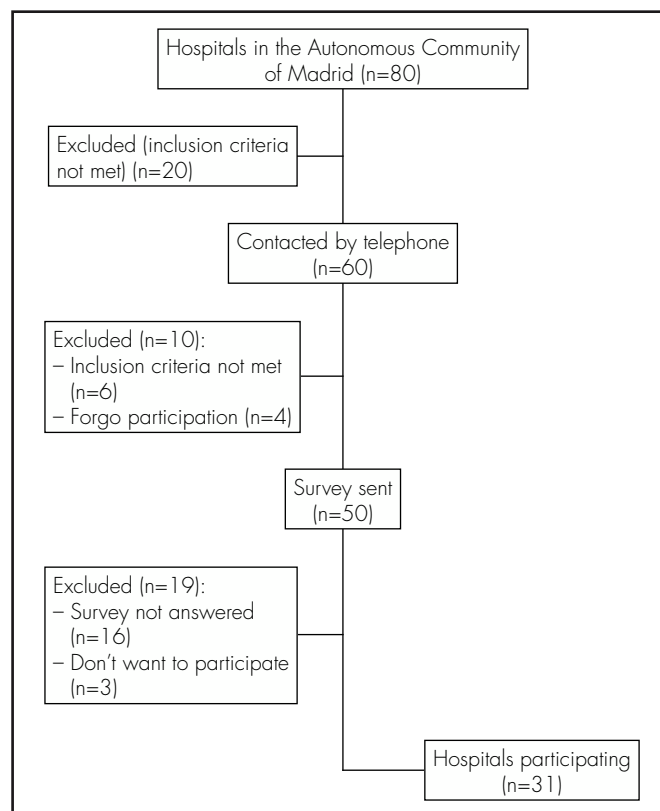 Hospitals in the Autonomous Community
of Madrid (n=80)
Excluded (inclusion criteria
not met) (n=20)
Contacted by telephone
(n=60)
Excluded (n=10):
– Inclusion criteria not met
(n=6)
– Forgo participation (n=4)
Survey sent
(n=50)
Excluded (n=19):
– Survey not answered
(n=16)
– Don't want to participate
(n=3)
Hospitals participating
(n=31)